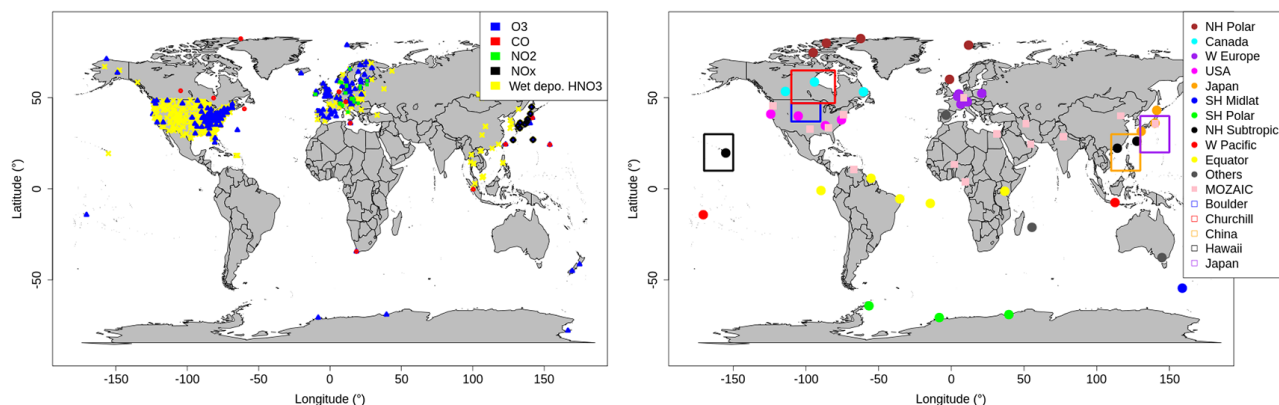 O3
CO
NO2
NOx
Wet depo. HNO3
50
0
-50
Latitude (°)
-150
-100
-50
0
50
100
150
Longitude (°)
NH Polar
Canada
W Europe
USA
Japan
SH Midlat
SH Polar
NH Subtropic
W Pacific
Equator
Others
MOZAIC
Boulder
Churchill
China
Hawaii
Japan
50
0
-50
Latitude (°)
-150
-100
-50
0
50
100
150
Longitude (°)